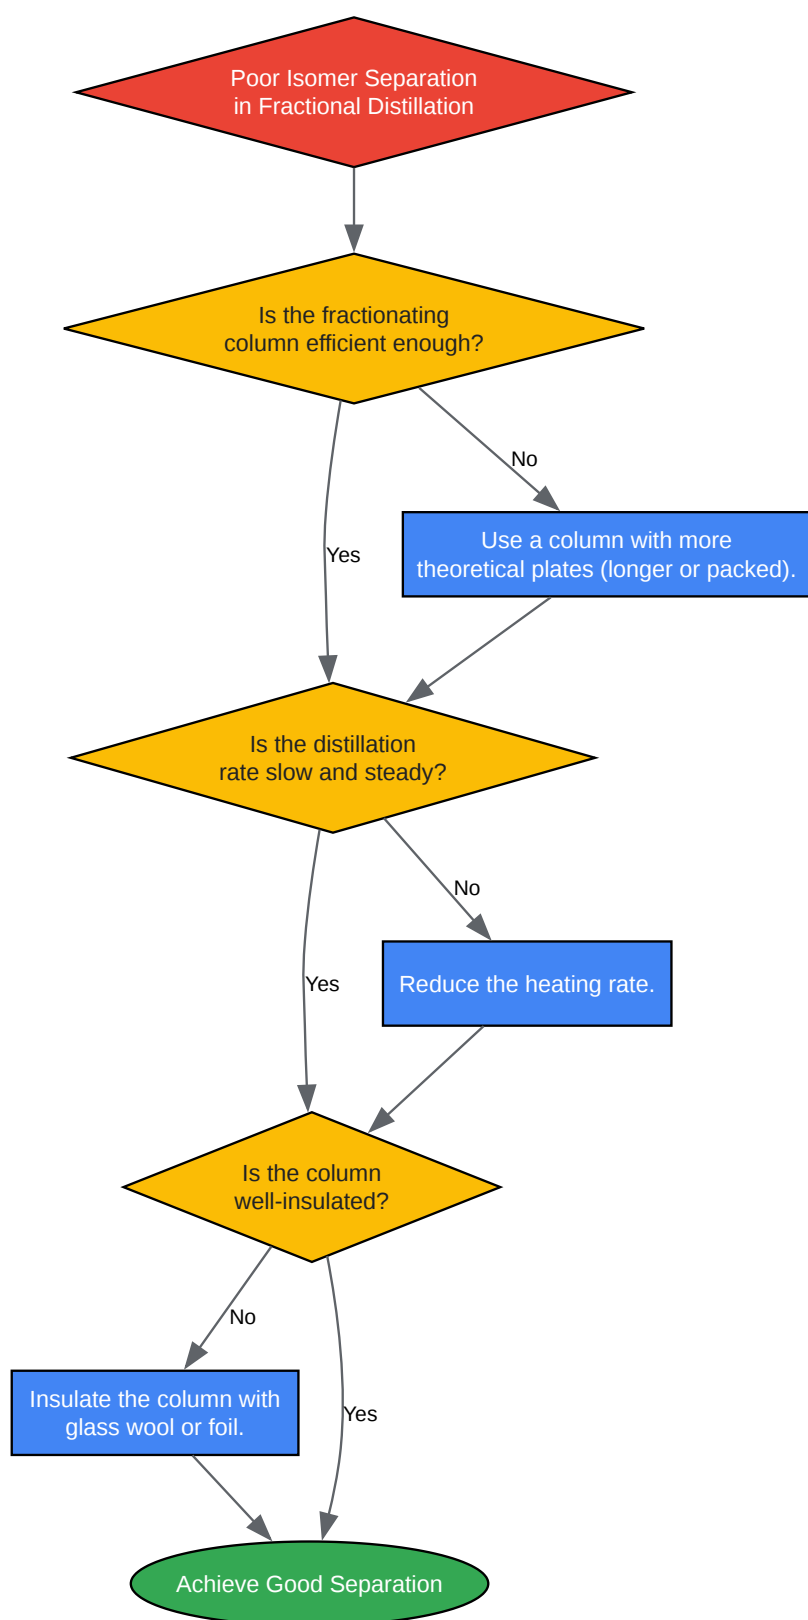 Poor Isomer Separation
in Fractional Distillation
Is the fractionating
column efficient enough?
No
Use a column with more
theoretical plates (longer or packed).
Yes
Is the distillation
rate slow and steady?
No
Yes
Reduce the heating rate.
Is the column
well-insulated?
No
Insulate the column with
glass wool or foil.
Yes
Achieve Good Separation